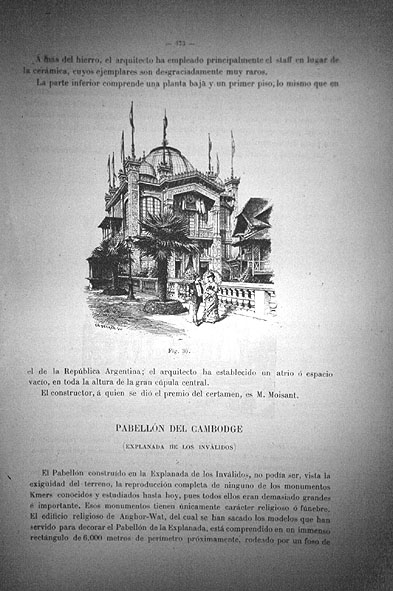 Á más del hierro, el arquitecto ha empleado principalmente el staff en lugar de
la cerámica, cuyos ejemplares son desgraciadamente muy raros.
La parte inferior comprende una planta baja y un primer piso; lo mismo que en
Fig. 30.
el de la República Argentina; el arquitecto ha establecido un atrio ó espacio
vacío, en toda la altura de la gran cúpula central.
El constructor, á quien se dió el premio del certamen, es M. Moisant.
PABELLÓN DEL CAMBODGE
(EXPLANADA DE LOS INVÁLIDOS)
El Pabellón construido en la Explanada de los Inválidos, no podía ser, vista la
exigüidad del terreno, la reproducción completa de ninguno de los monumentos
Kmers conocidos y estudiados hasta hoy, pues todos ellos eran demasiado grandes
é importante. Esos monumentos tienen únicamente carácter religioso ó fúnebre.
El edificio religioso de Anghor-Wat, del cual se han sacado los modelos que han
servido para decorar el Pabellón de la Explanada, está comprendido en un inmenso
rectángulo de 6,000 metros de perímetro próximamente, rodeado por un foso de